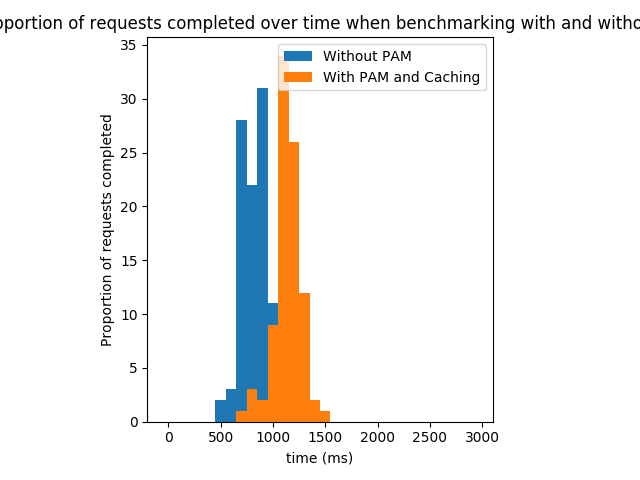 oportion of requests completed over time when benchmarking with and witho
35
30
25
20
15
10
5
0
Proportion of requests completed
Without PAM
With PAM and Caching
0 500 1000 1500 2000 2500 3000
time (ms)